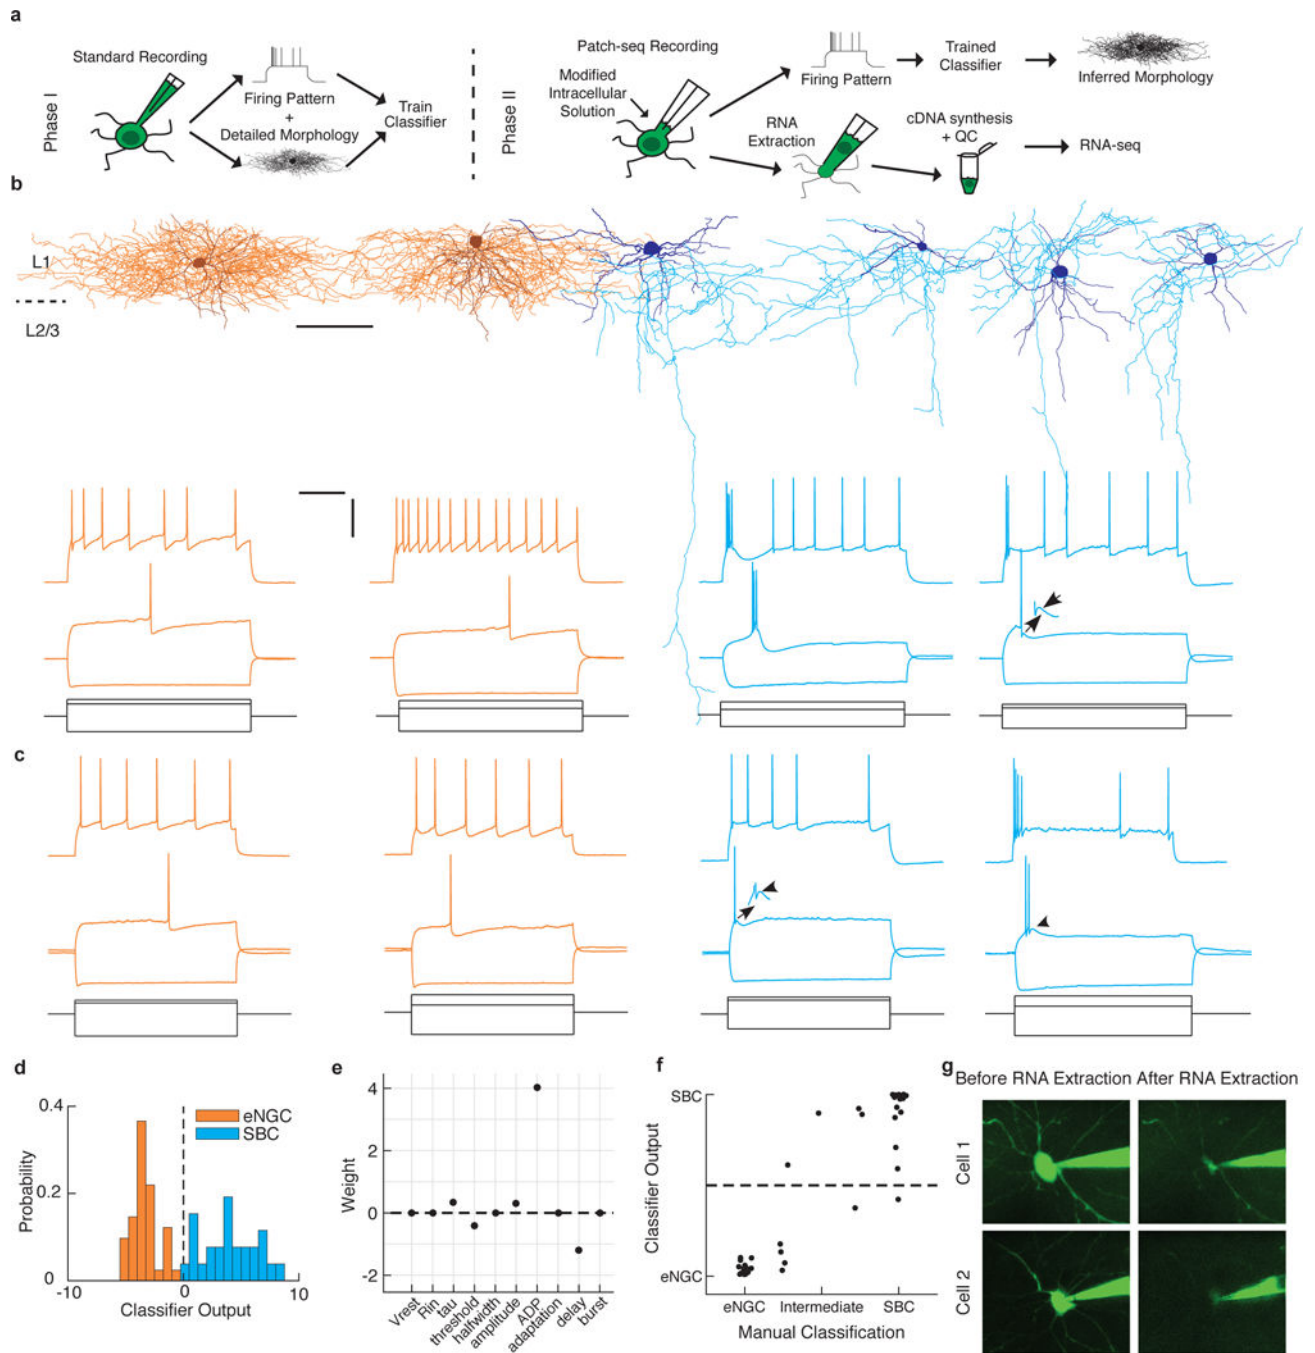 a
Phase I
Standard Recording
Firing Pattern
+
Detailed Morphology
Train
Classifier
Phase II
Patch-seq Recording
Modified
Intracellular
Solution
Firing Pattern
Trained
Classifier
Inferred Morphology
RNA
Extraction
cDNA synthesis
+ QC
RNA-seq
b
L1
L2/3
c
d
0.4
0.2
0
Probability
eNGC
SBC
-10
0
10
Classifier Output
e
4
2
0
-2
Weight
Vrest
Rin
tau
threshold
halfwidth
amplitude
ADP
adaptation
delay
burst
f
SBC
eNGC
Classifier Output
eNGC
Intermediate
SBC
Manual Classification
g
Before RNA Extraction
After RNA Extraction
Cell 1
Cell 2